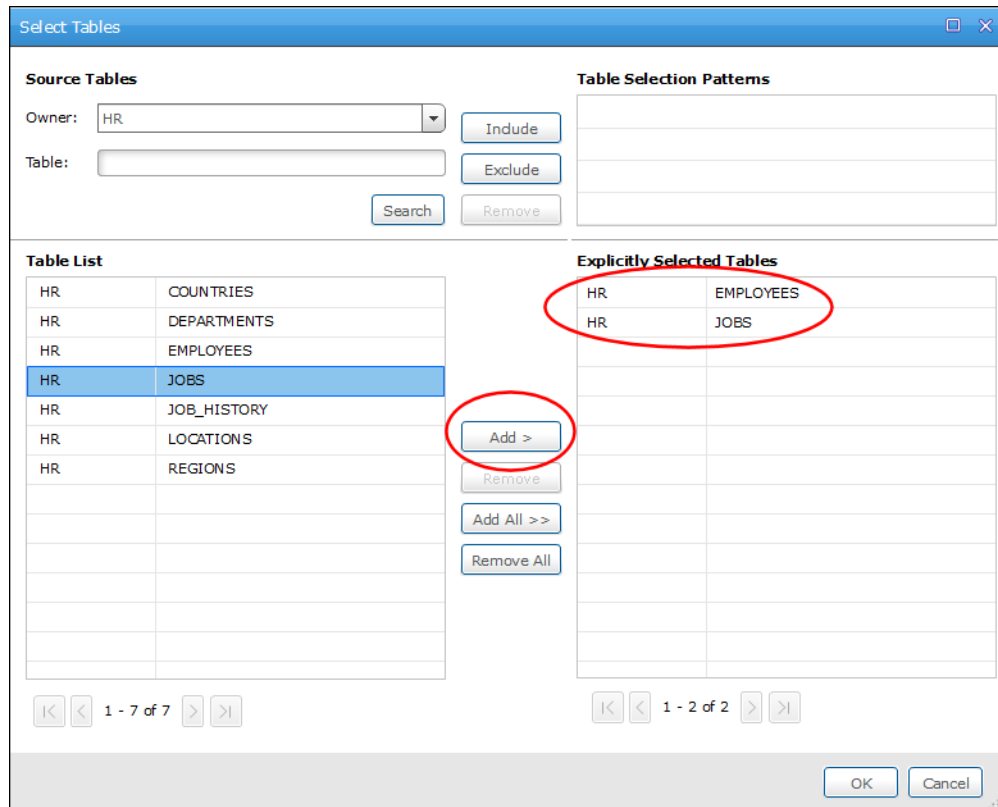 Select Tables
Source Tables
Owner: HR
Table:
Include
Exclude
Search Remove
Table Selection Patterns
Table List
HR COUNTRIES
HR DEPARTMENTS
HR EMPLOYEES
HR JOBS
HR JOB_HISTORY
HR LOCATIONS
HR REGIONS
1 - 7 of 7
Add >
Remove
Add All >>
Remove All
Explicitly Selected Tables
HR EMPLOYEES
HR JOBS
1 - 2 of 2
OK Cancel